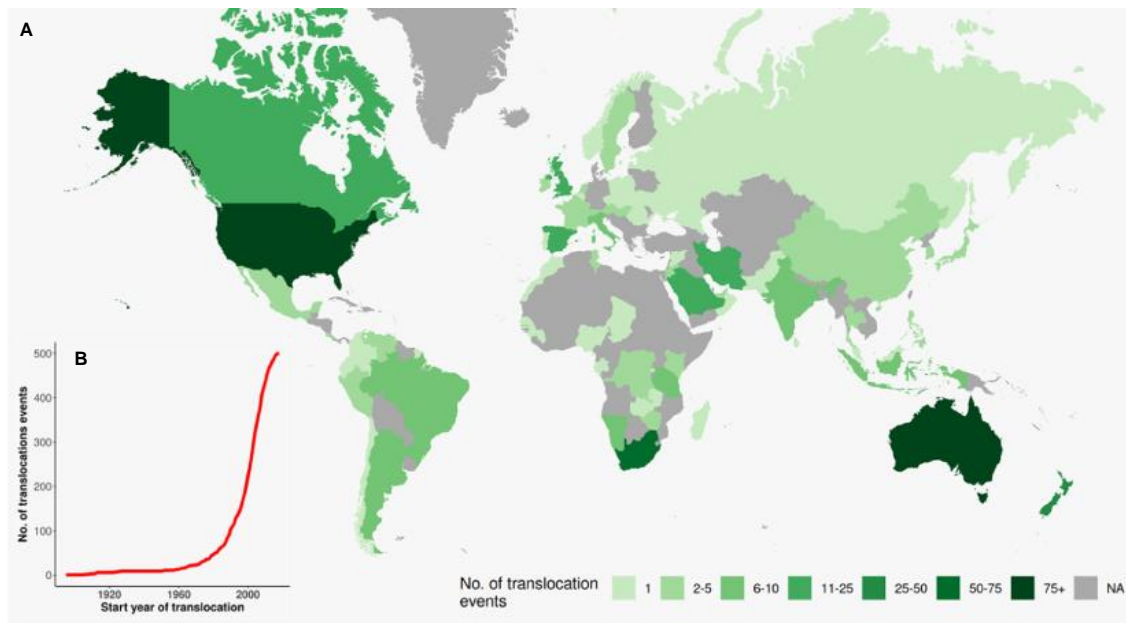 A
B
500
400
300
200
100
0
No. of translocations events
1920 1960 2000
Start year of translocation
No. of translocation
events
1 2-5 6-10 11-25 25-50 50-75 75+ NA